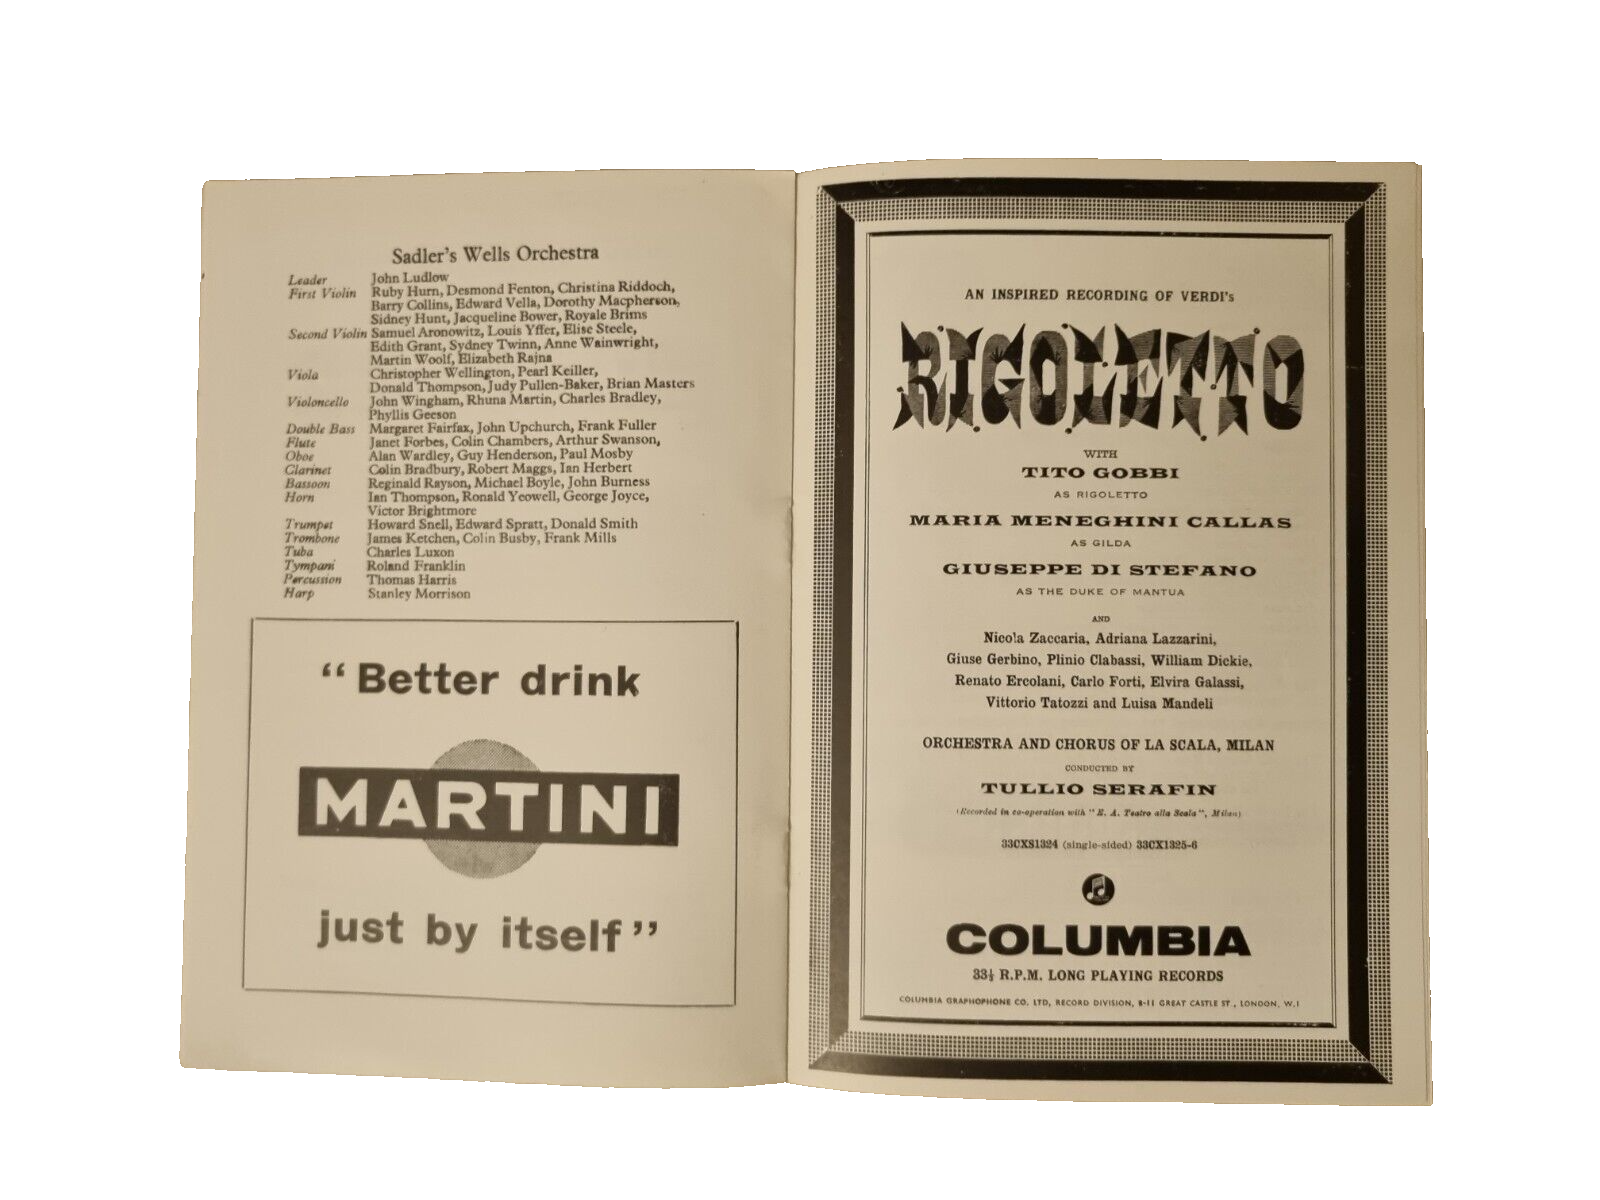 Sadler's Wells Orchestra
Leader John Ludlow
First Violin Ruby Hurn, Desmond Fenton, Christina Riddoch,
Barry Collins, Edward Vella, Dorothy Macpherson,
Sidney Hunt, Jacqueline Bower, Royale Brims
Second Violin Samuel Aronowitz, Louis Yffer, Elise Steele,
Edith Grant, Sydney Twinn, Anne Wainwright,
Martin Woolf, Elizabeth Rajna
Viola Christopher Wellington, Pearl Keiller,
Donald Thompson, Judy Pullen-Baker, Brian Masters
Violoncello John Wingham, Rhuna Martin, Charles Bradley,
Phyllis Geeson
Double Bass Margaret Fairfax, John Upchurch, Frank Fuller
Flute Janet Forbes, Colin Chambers, Arthur Swanson,
Oboe Alan Wardley, Guy Henderson, Paul Mosby
Clarinet Colin Bradbury, Robert Maggs, Ian Herbert
Bassoon Reginald Rayson, Michael Boyle, John Burness
Horn Ian Thompson, Ronald Yeowell, George Joyce,
Victor Brightmore
Trumpet Howard Snell, Edward Spratt, Donald Smith
Trombone James Ketchen, Colin Busby, Frank Mills
Tuba Charles Luxon
Tympani Roland Franklin
Percussion Thomas Harris
Harp Stanley Morrison
“Better drink
MARTINI
just by itself”
AN INSPIRED RECORDING OF VERDI's
RIGOLETTO
WITH
TITO GOBBI
AS RIGOLETTO
MARIA MENEGHINI CALLAS
AS GILDA
GIUSEPPE DI STEFANO
AS THE DUKE OF MANTUA
AND
Nicola Zaccaria, Adriana Lazzarini,
Giuse Gerbino, Plinio Clabassi, William Dickie,
Renato Ercolani, Carlo Forti, Elvira Galassi,
Vittorio Tatozzi and Luisa Mandeli
ORCHESTRA AND CHORUS OF LA SCALA, MILAN
CONDUCTED BY
TULLIO SERAFIN
(Recorded in co-operation with “E. A. Teatro alla Scala”, Milan)
33CXS1324 (single-sided) 33CX1325-6
COLUMBIA
33⅓ R.P.M. LONG PLAYING RECORDS
COLUMBIA GRAPHOPHONE CO. LTD, RECORD DIVISION, 8-11 GREAT CASTLE ST., LONDON, W.1